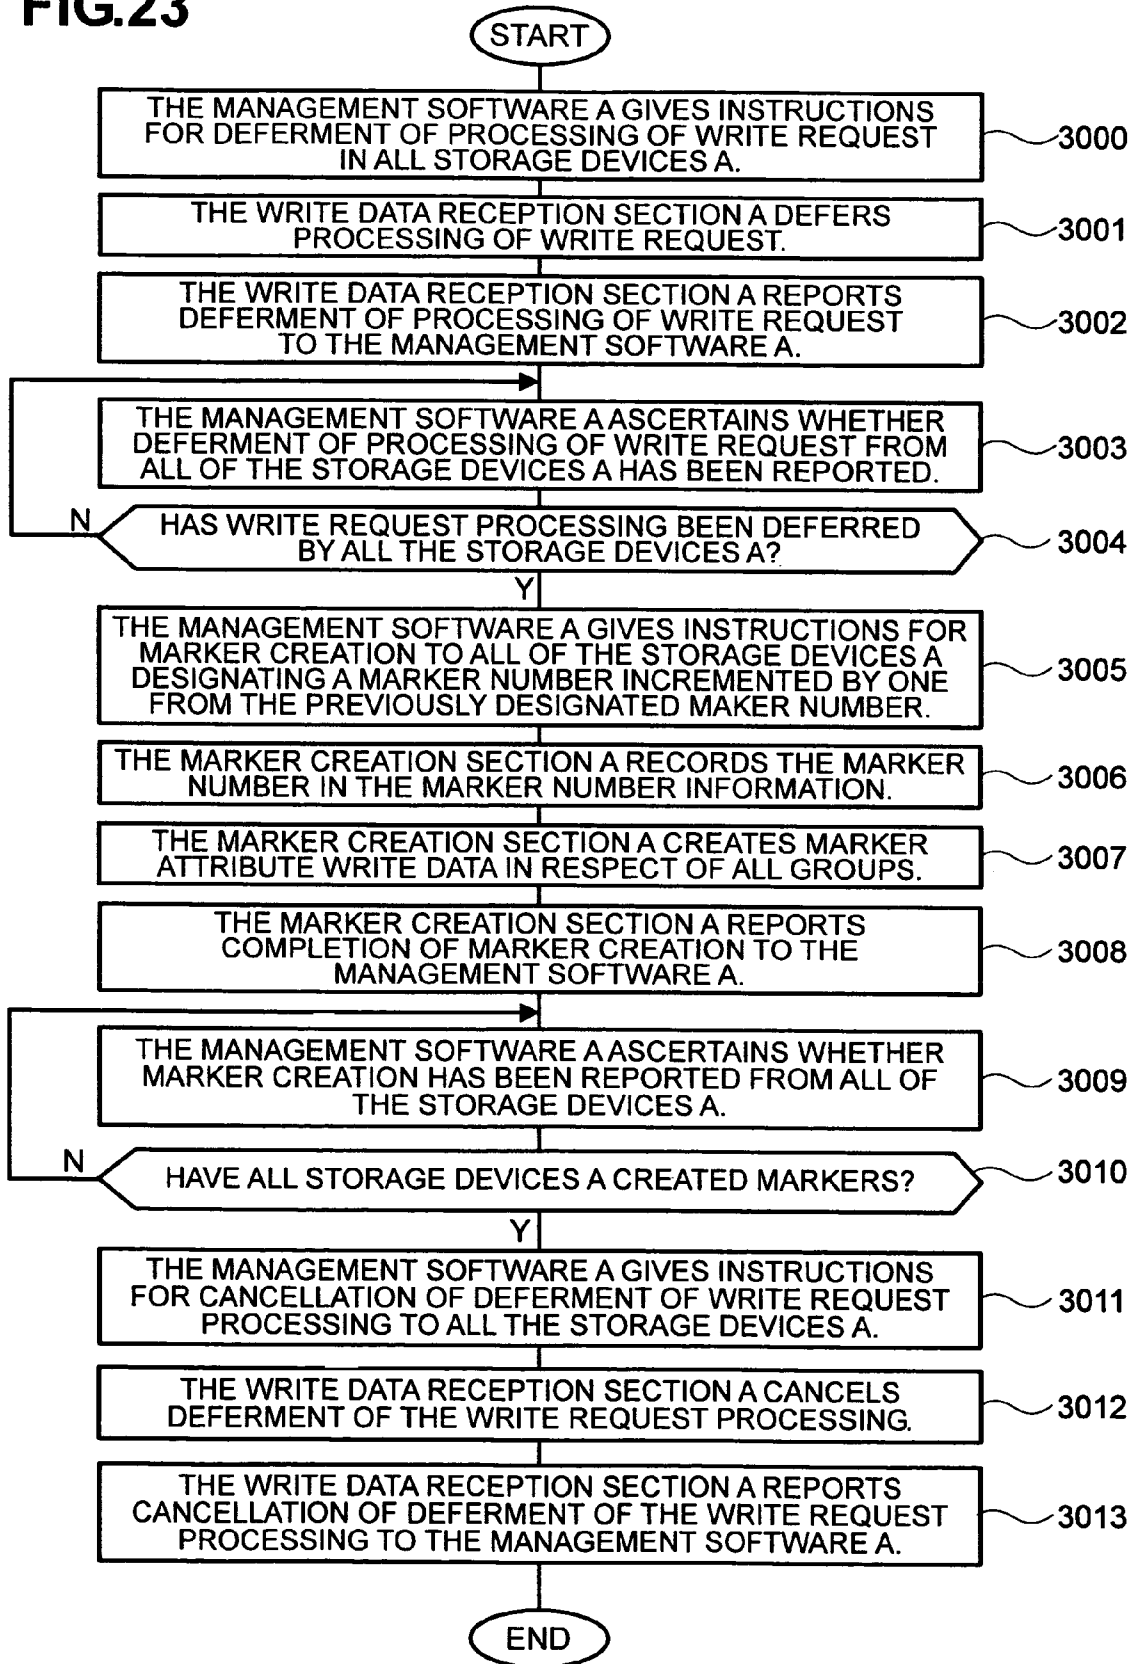 FIG.23
START
THE MANAGEMENT SOFTWARE A GIVES INSTRUCTIONS
FOR DEFERMENT OF PROCESSING OF WRITE REQUEST
IN ALL STORAGE DEVICES A.
3000
THE WRITE DATA RECEPTION SECTION A DEFERS
PROCESSING OF WRITE REQUEST.
3001
THE WRITE DATA RECEPTION SECTION A REPORTS
DEFERMENT OF PROCESSING OF WRITE REQUEST
TO THE MANAGEMENT SOFTWARE A.
3002
THE MANAGEMENT SOFTWARE A ASCERTAINS WHETHER
DEFERMENT OF PROCESSING OF WRITE REQUEST FROM
ALL OF THE STORAGE DEVICES A HAS BEEN REPORTED.
3003
N
HAS WRITE REQUEST PROCESSING BEEN DEFERRED
BY ALL THE STORAGE DEVICES A?
3004
Y
THE MANAGEMENT SOFTWARE A GIVES INSTRUCTIONS FOR
MARKER CREATION TO ALL OF THE STORAGE DEVICES A
DESIGNATING A MARKER NUMBER INCREMENTED BY ONE
FROM THE PREVIOUSLY DESIGNATED MAKER NUMBER.
3005
THE MARKER CREATION SECTION A RECORDS THE MARKER
NUMBER IN THE MARKER NUMBER INFORMATION.
3006
THE MARKER CREATION SECTION A CREATES MARKER
ATTRIBUTE WRITE DATA IN RESPECT OF ALL GROUPS.
3007
THE MARKER CREATION SECTION A REPORTS
COMPLETION OF MARKER CREATION TO THE
MANAGEMENT SOFTWARE A.
3008
THE MANAGEMENT SOFTWARE A ASCERTAINS WHETHER
MARKER CREATION HAS BEEN REPORTED FROM ALL OF
THE STORAGE DEVICES A.
3009
N
HAVE ALL STORAGE DEVICES A CREATED MARKERS?
3010
Y
THE MANAGEMENT SOFTWARE A GIVES INSTRUCTIONS
FOR CANCELLATION OF DEFERMENT OF WRITE REQUEST
PROCESSING TO ALL THE STORAGE DEVICES A.
3011
THE WRITE DATA RECEPTION SECTION A CANCELS
DEFERMENT OF THE WRITE REQUEST PROCESSING.
3012
THE WRITE DATA RECEPTION SECTION A REPORTS
CANCELLATION OF DEFERMENT OF THE WRITE REQUEST
PROCESSING TO THE MANAGEMENT SOFTWARE A.
3013
END